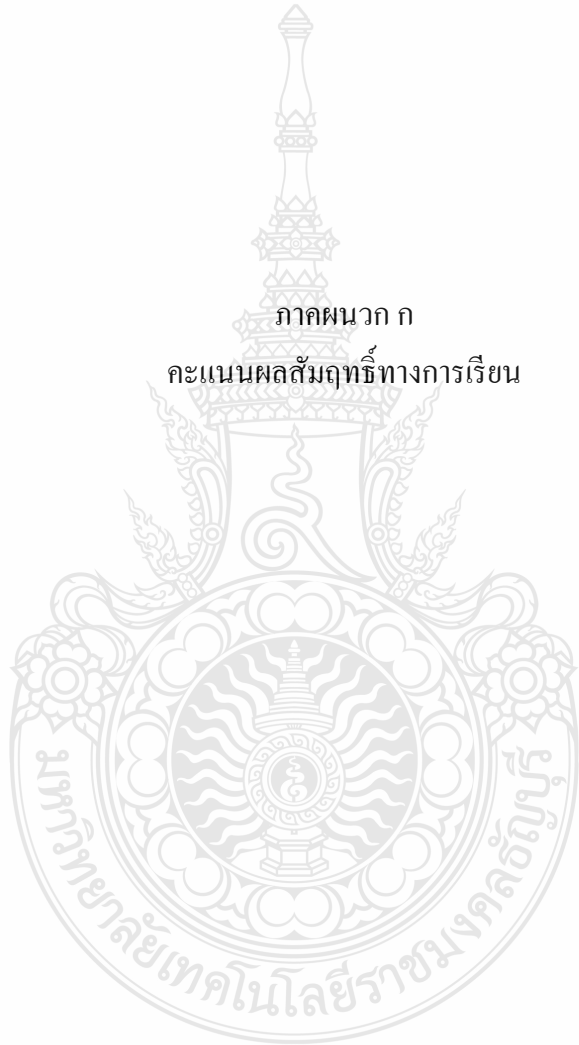 ภาคผนวก ก
คะแนนผลสัมฤทธิ์ทางการเรียน
มหาวิทยาลัยเทคโนโลยีราชมงคลธัญบุรี